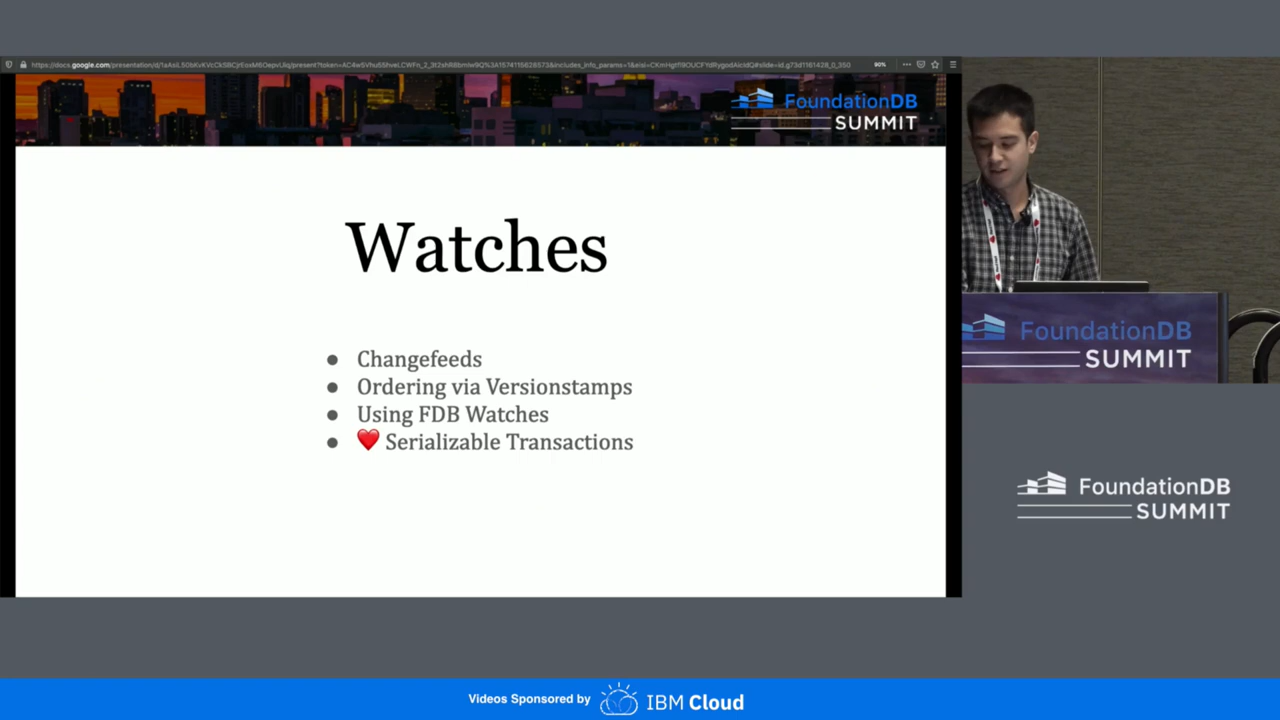 FoundationDB
SUMMIT
Watches
● Changefeeds
● Ordering via Versionstamps
● Using FDB Watches
● ❤️ Serializable Transactions
FoundationDB
SUMMIT
FoundationDB
SUMMIT
Videos Sponsored by IBM Cloud